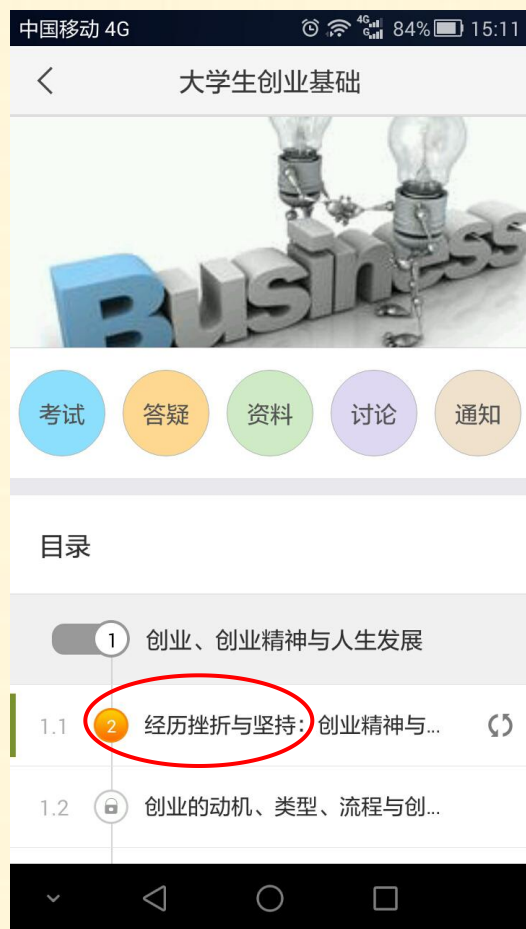 中国移动 4G 4G G 84% 15:11
大学生创业基础
Business
考试 答疑 资料 讨论 通知
目录
1 创业、创业精神与人生发展
1.1 2 经历挫折与坚持：创业精神与...
1.2 创业的动机、类型、流程与创...